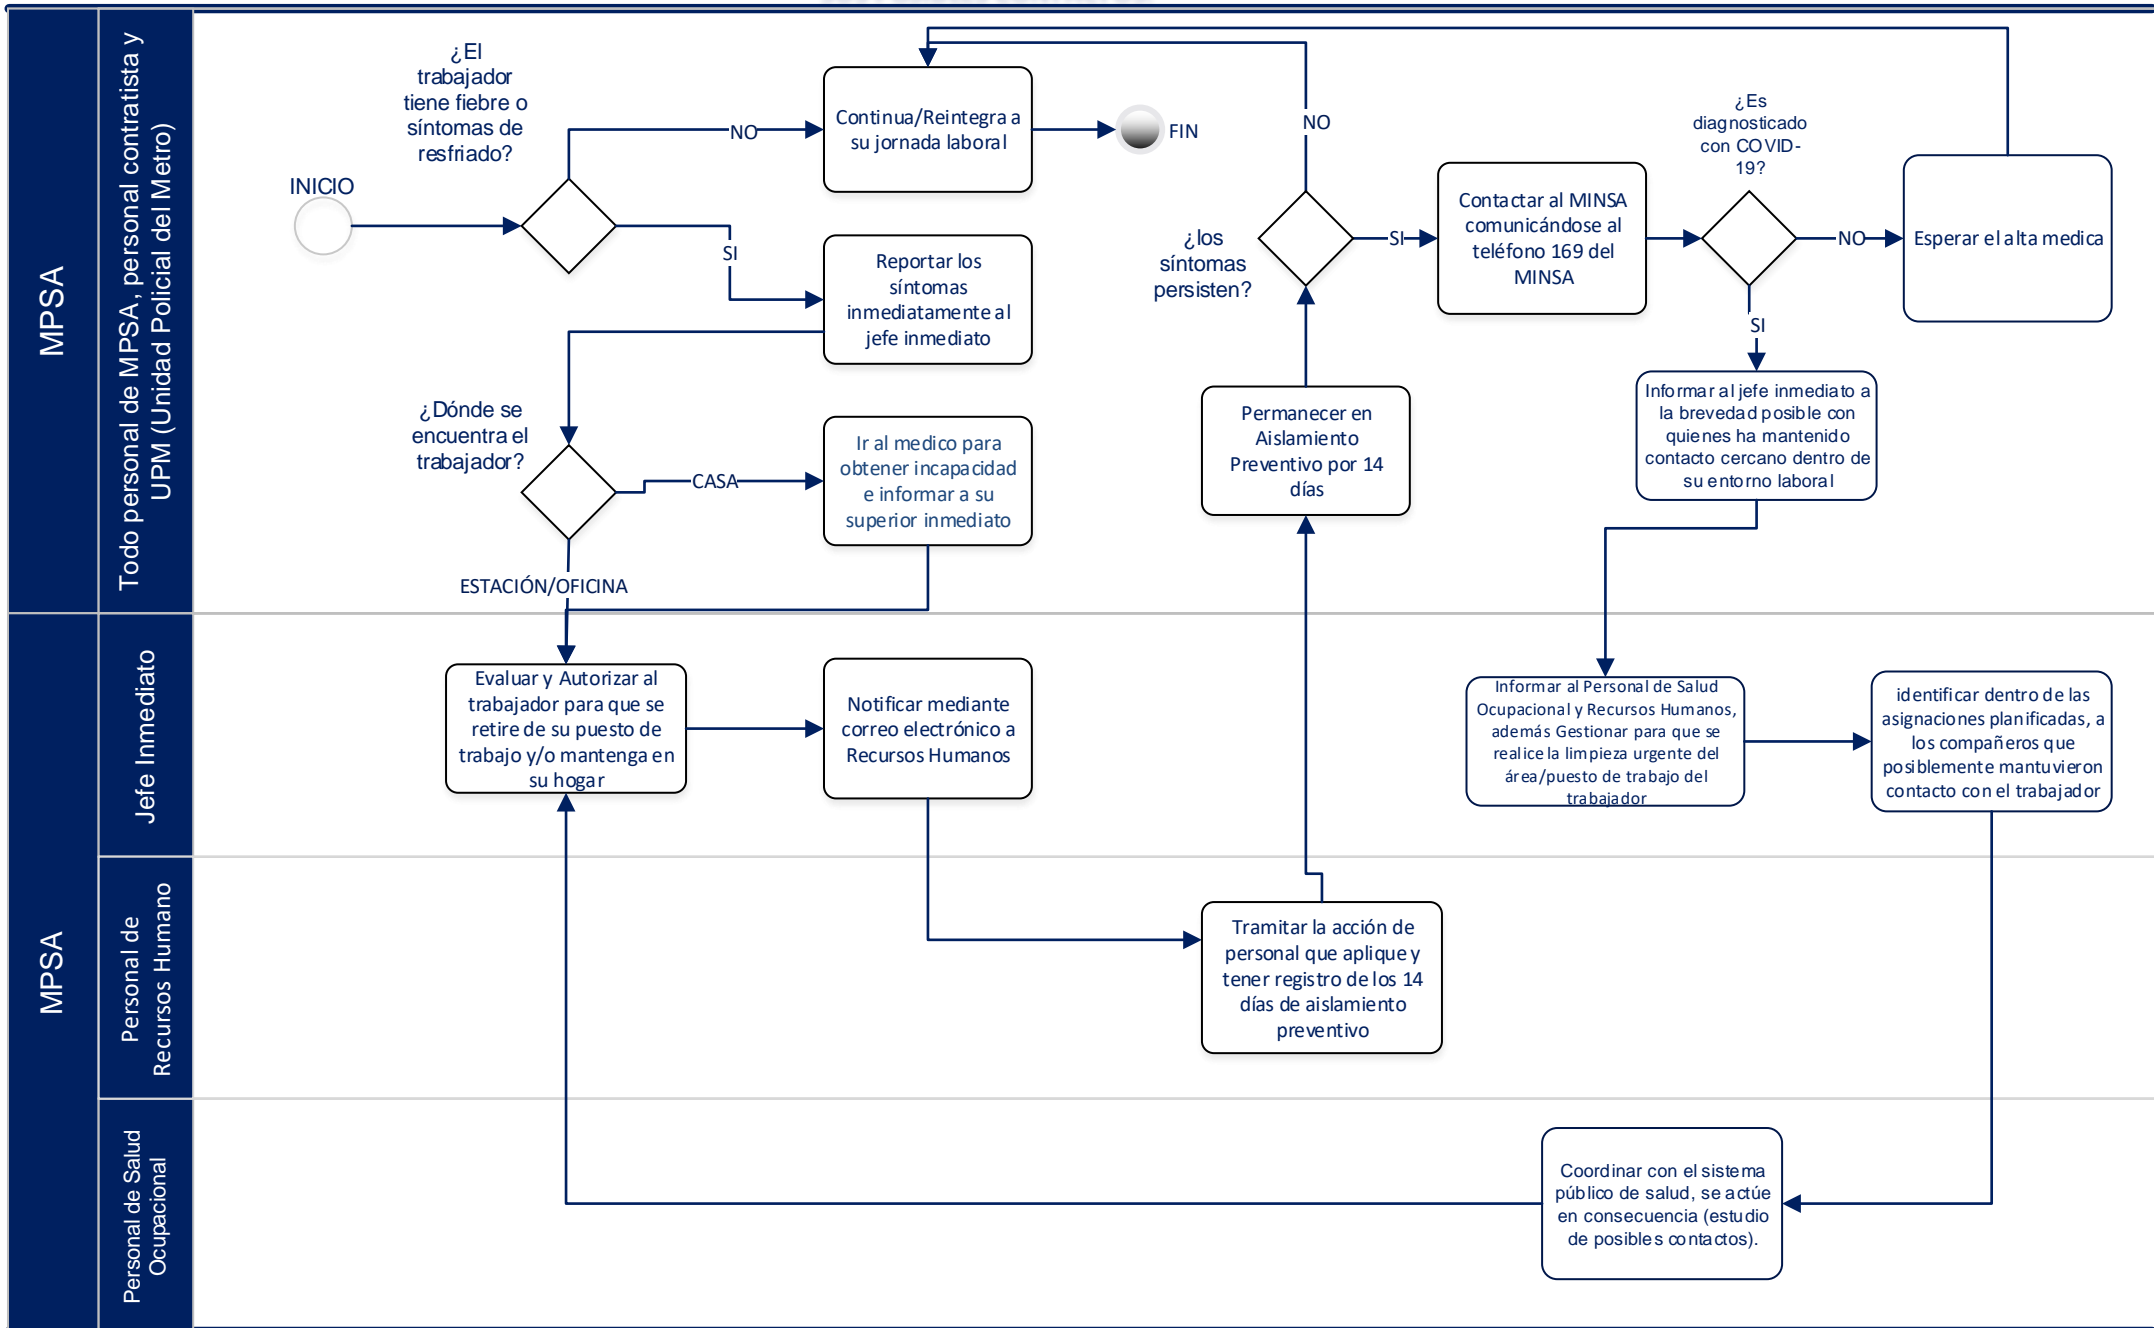 MPSA
Todo personal de MPSA, personal contratista y
UPM (Unidad Policial del Metro)
¿El
trabajador
tiene fiebre o
síntomas de
resfriado?
INICIO
NO
SI
Continua/Reintegra a
su jornada laboral
FIN
Reportar los
síntomas
inmediatamente al
jefe inmediato
¿Dónde se
encuentra el
trabajador?
CASA
Ir al medico para
obtener incapacidad
e informar a su
superior inmediato
ESTACIÓN/OFICINA
NO
¿los
síntomas
persisten?
SI
Permanecer en
Aislamiento
Preventivo por 14
días
Contactar al MINSA
comunicándose al
teléfono 169 del
MINSA
¿Es
diagnosticado
con COVID-
19?
NO
Esperar el alta medica
SI
Informar al jefe inmediato a
la brevedad posible con
quienes ha mantenido
contacto cercano dentro de
su entorno laboral
MPSA
Jefe Inmediato
Evaluar y Autorizar al
trabajador para que se
retire de su puesto de
trabajo y/o mantenga en
su hogar
Notificar mediante
correo electrónico a
Recursos Humanos
Informar al Personal de Salud
Ocupacional y Recursos Humanos,
además Gestionar para que se
realice la limpieza urgente del
área/puesto de trabajo del
trabajador
identificar dentro de las
asignaciones planificadas, a
los compañeros que
posiblemente mantuvieron
contacto con el trabajador
Personal de
Recursos Humano
Tramitar la acción de
personal que aplique y
tener registro de los 14
días de aislamiento
preventivo
Personal de Salud
Ocupacional
Coordinar con el sistema
público de salud, se actúe
en consecuencia (estudio
de posibles contactos).